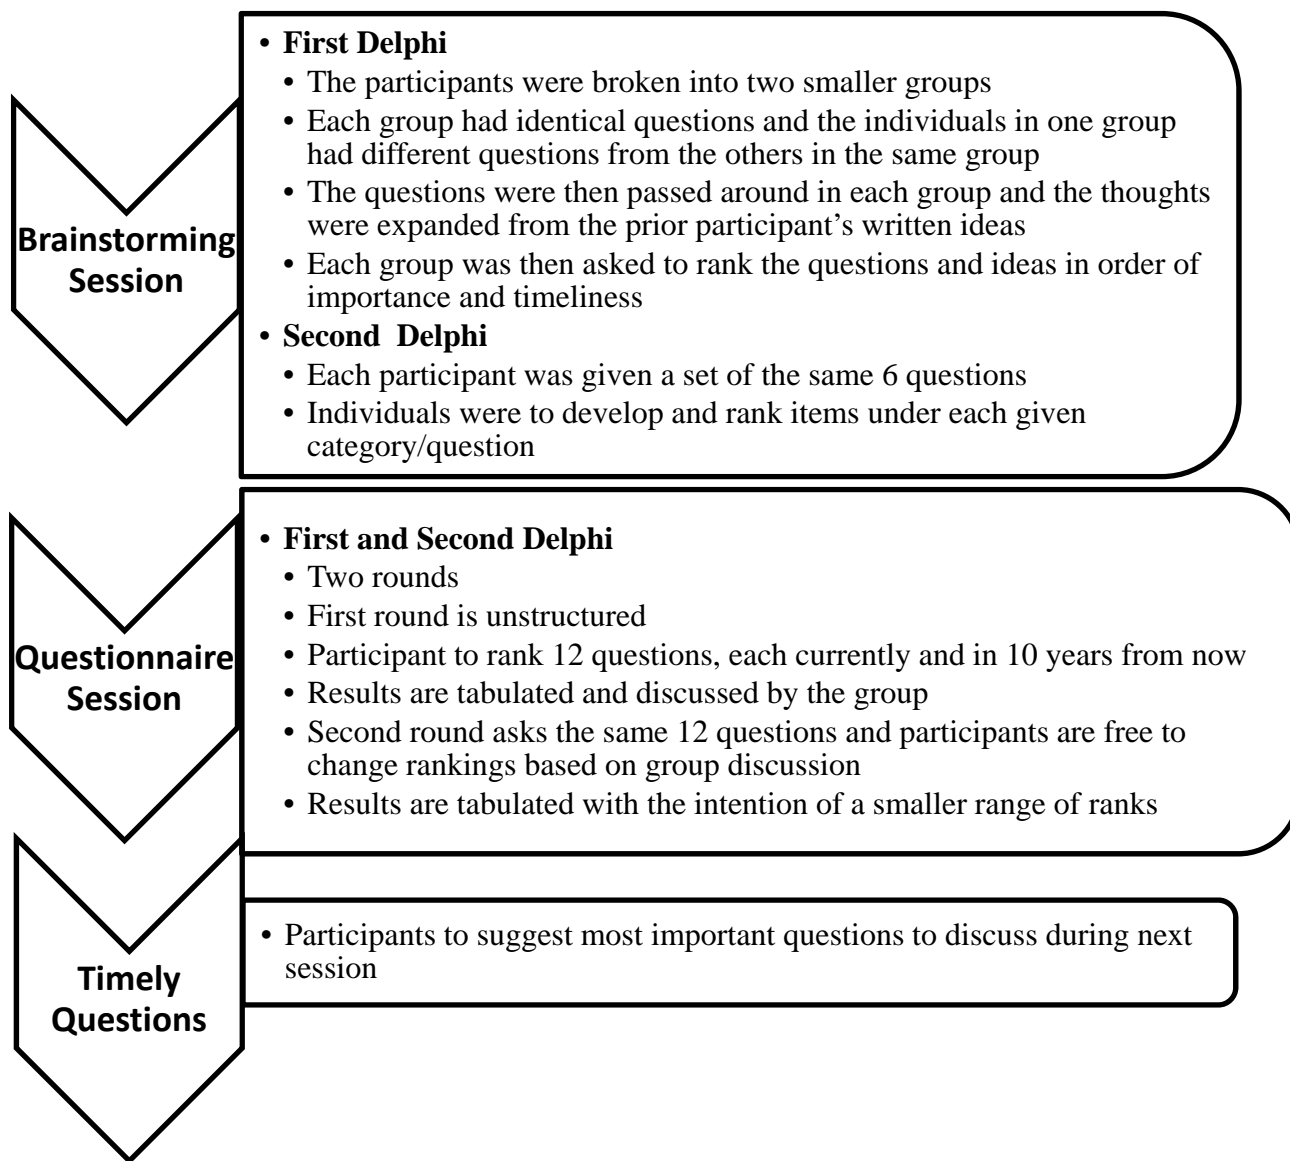 Brainstorming
Session
• First Delphi
• The participants were broken into two smaller groups
• Each group had identical questions and the individuals in one group
had different questions from the others in the same group
• The questions were then passed around in each group and the thoughts
were expanded from the prior participant’s written ideas
• Each group was then asked to rank the questions and ideas in order of
importance and timeliness
• Second Delphi
• Each participant was given a set of the same 6 questions
• Individuals were to develop and rank items under each given
category/question
Questionnaire
Session
• First and Second Delphi
• Two rounds
• First round is unstructured
• Participant to rank 12 questions, each currently and in 10 years from now
• Results are tabulated and discussed by the group
• Second round asks the same 12 questions and participants are free to
change rankings based on group discussion
• Results are tabulated with the intention of a smaller range of ranks
Timely
Questions
• Participants to suggest most important questions to discuss during next
session